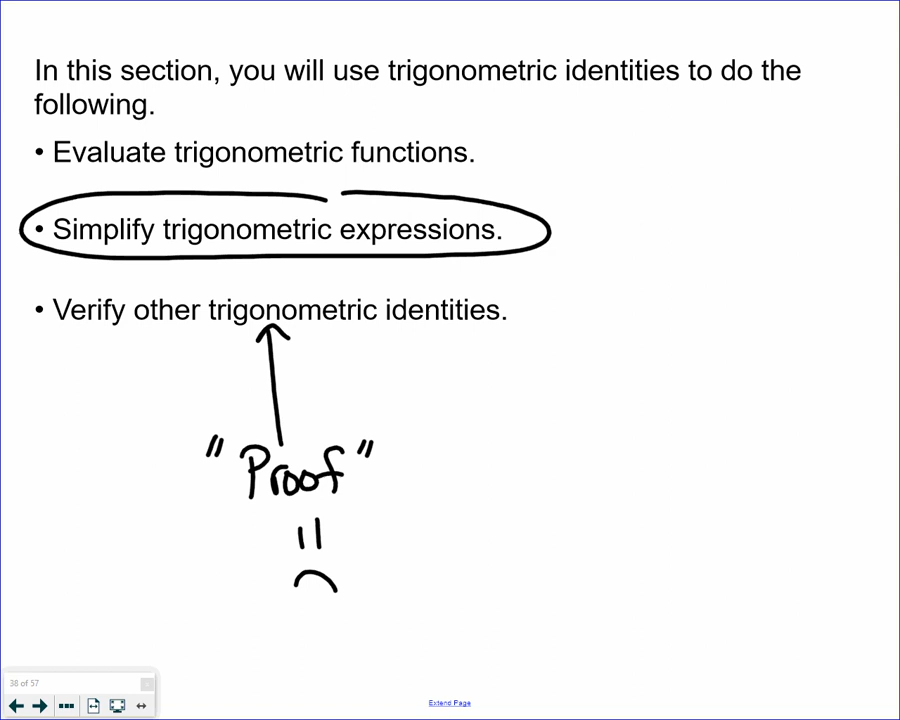 In this section, you will use trigonometric identities to do the
following.
• Evaluate trigonometric functions.
• Simplify trigonometric expressions.
• Verify other trigonometric identities.
"Proof"
38 of 57
Extend Page